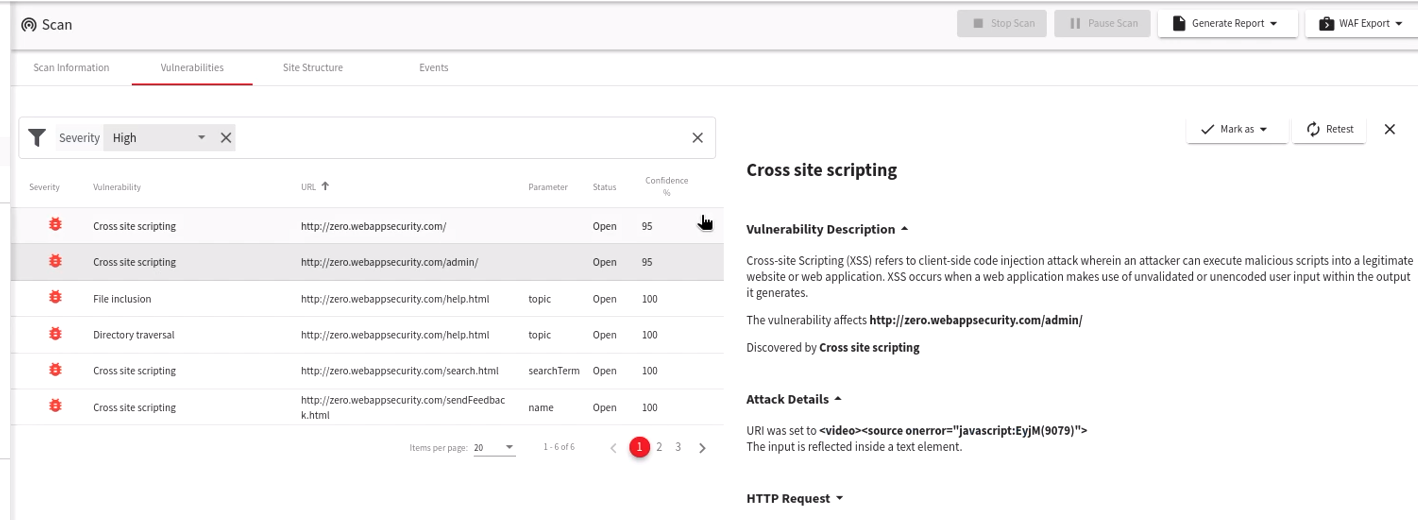 Scan
Stop Scan
Pause Scan
Generate Report
WAF Export
Scan Information
Vulnerabilities
Site Structure
Events
Severity High
Severity Vulnerability URL Parameter Status Confidence %
Cross site scripting http://zero.webappsecurity.com/ Open 95
Cross site scripting http://zero.webappsecurity.com/admin/ Open 95
File inclusion http://zero.webappsecurity.com/help.html topic Open 100
Directory traversal http://zero.webappsecurity.com/help.html topic Open 100
Cross site scripting http://zero.webappsecurity.com/search.html searchTerm Open 100
Cross site scripting http://zero.webappsecurity.com/sendFeedbac
k.html name Open 100
Items per page: 20 1 - 6 of 6 1 2 3
Mark as
Retest
Cross site scripting
Vulnerability Description
Cross-site Scripting (XSS) refers to client-side code injection attack wherein an attacker can execute malicious scripts into a legitimate
website or web application. XSS occurs when a web application makes use of unvalidated or unencoded user input within the output
it generates.
The vulnerability affects http://zero.webappsecurity.com/admin/
Discovered by Cross site scripting
Attack Details
URI was set to <video><source onerror="javascript:EyjM(9079)">
The input is reflected inside a text element.
HTTP Request